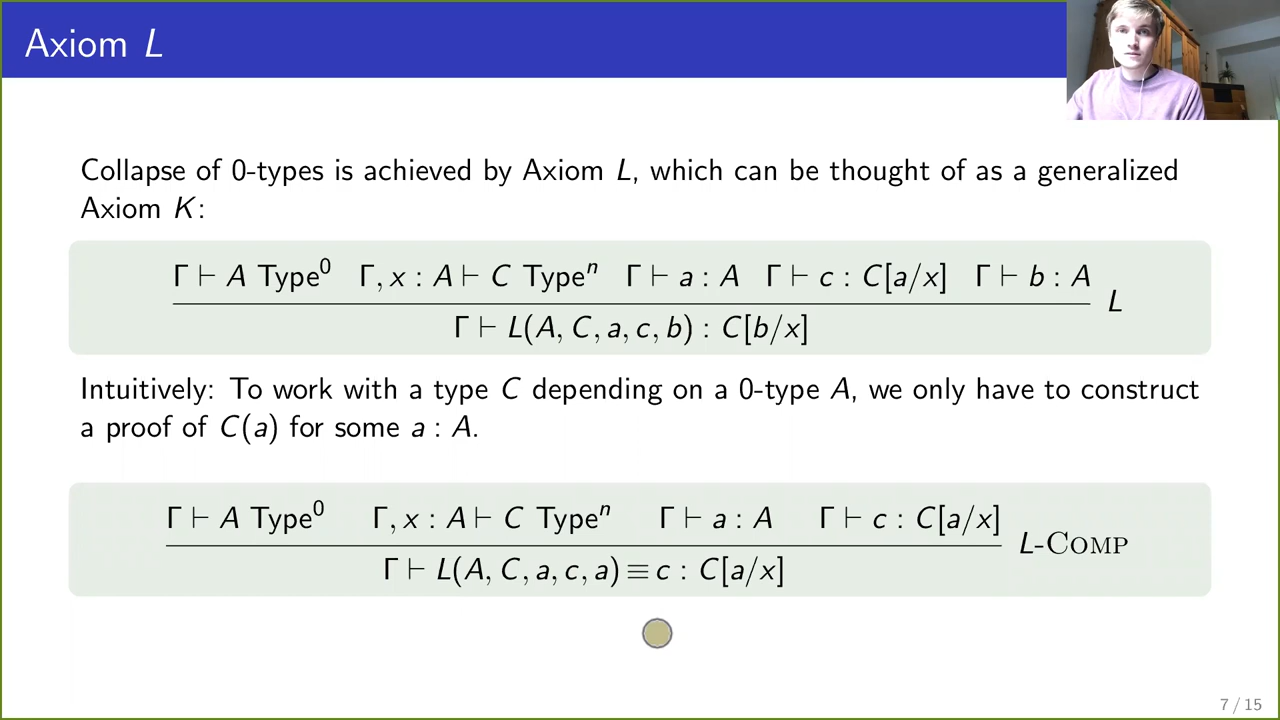 Axiom L
Collapse of 0-types is achieved by Axiom L, which can be thought of as a generalized
Axiom K:
Γ ⊢ A Type⁰ Γ, x : A ⊢ C Typeⁿ Γ ⊢ a : A Γ ⊢ c : C[a/x] Γ ⊢ b : A
L
Γ ⊢ L(A, C, a, c, b) : C[b/x]
Intuitively: To work with a type C depending on a 0-type A, we only have to construct
a proof of C(a) for some a : A.
Γ ⊢ A Type⁰ Γ, x : A ⊢ C Typeⁿ Γ ⊢ a : A Γ ⊢ c : C[a/x]
L-Comp
Γ ⊢ L(A, C, a, c, a) ≡ c : C[a/x]
7 / 15